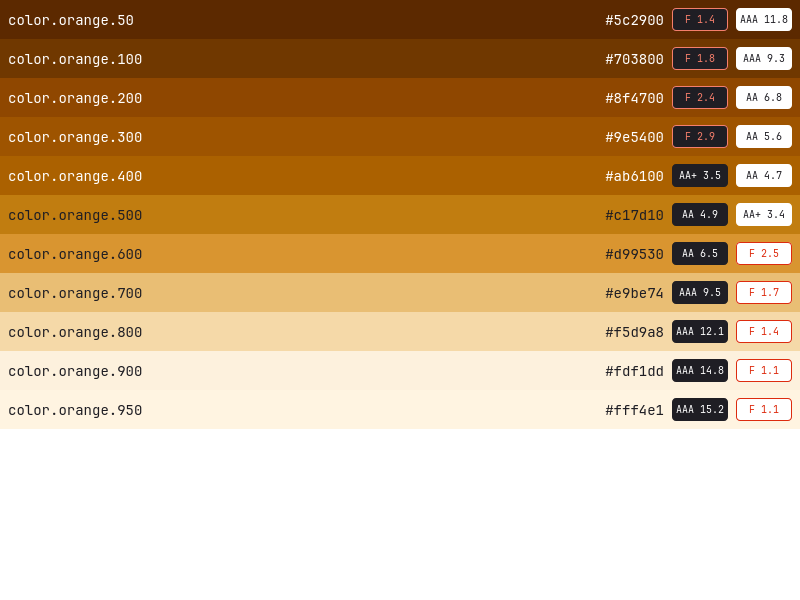 color.orange.50 #5c2900 F 1.4 AAA 11.8
color.orange.100 #703800 F 1.8 AAA 9.3
color.orange.200 #8f4700 F 2.4 AA 6.8
color.orange.300 #9e5400 F 2.9 AA 5.6
color.orange.400 #ab6100 AA+ 3.5 AA 4.7
color.orange.500 #c17d10 AA 4.9 AA+ 3.4
color.orange.600 #d99530 AA 6.5 F 2.5
color.orange.700 #e9be74 AAA 9.5 F 1.7
color.orange.800 #f5d9a8 AAA 12.1 F 1.4
color.orange.900 #fdf1dd AAA 14.8 F 1.1
color.orange.950 #fff4e1 AAA 15.2 F 1.1